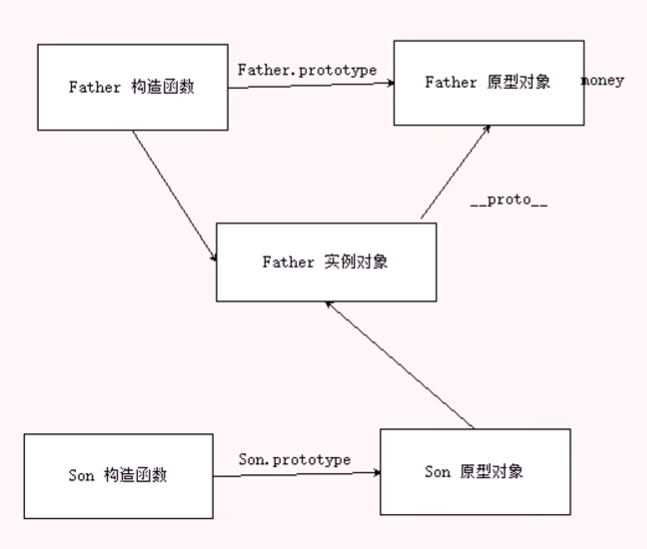 Father 构造函数
Father.prototype
Father 原型对象
money
__proto__
Father 实例对象
Son 构造函数
Son.prototype
Son 原型对象